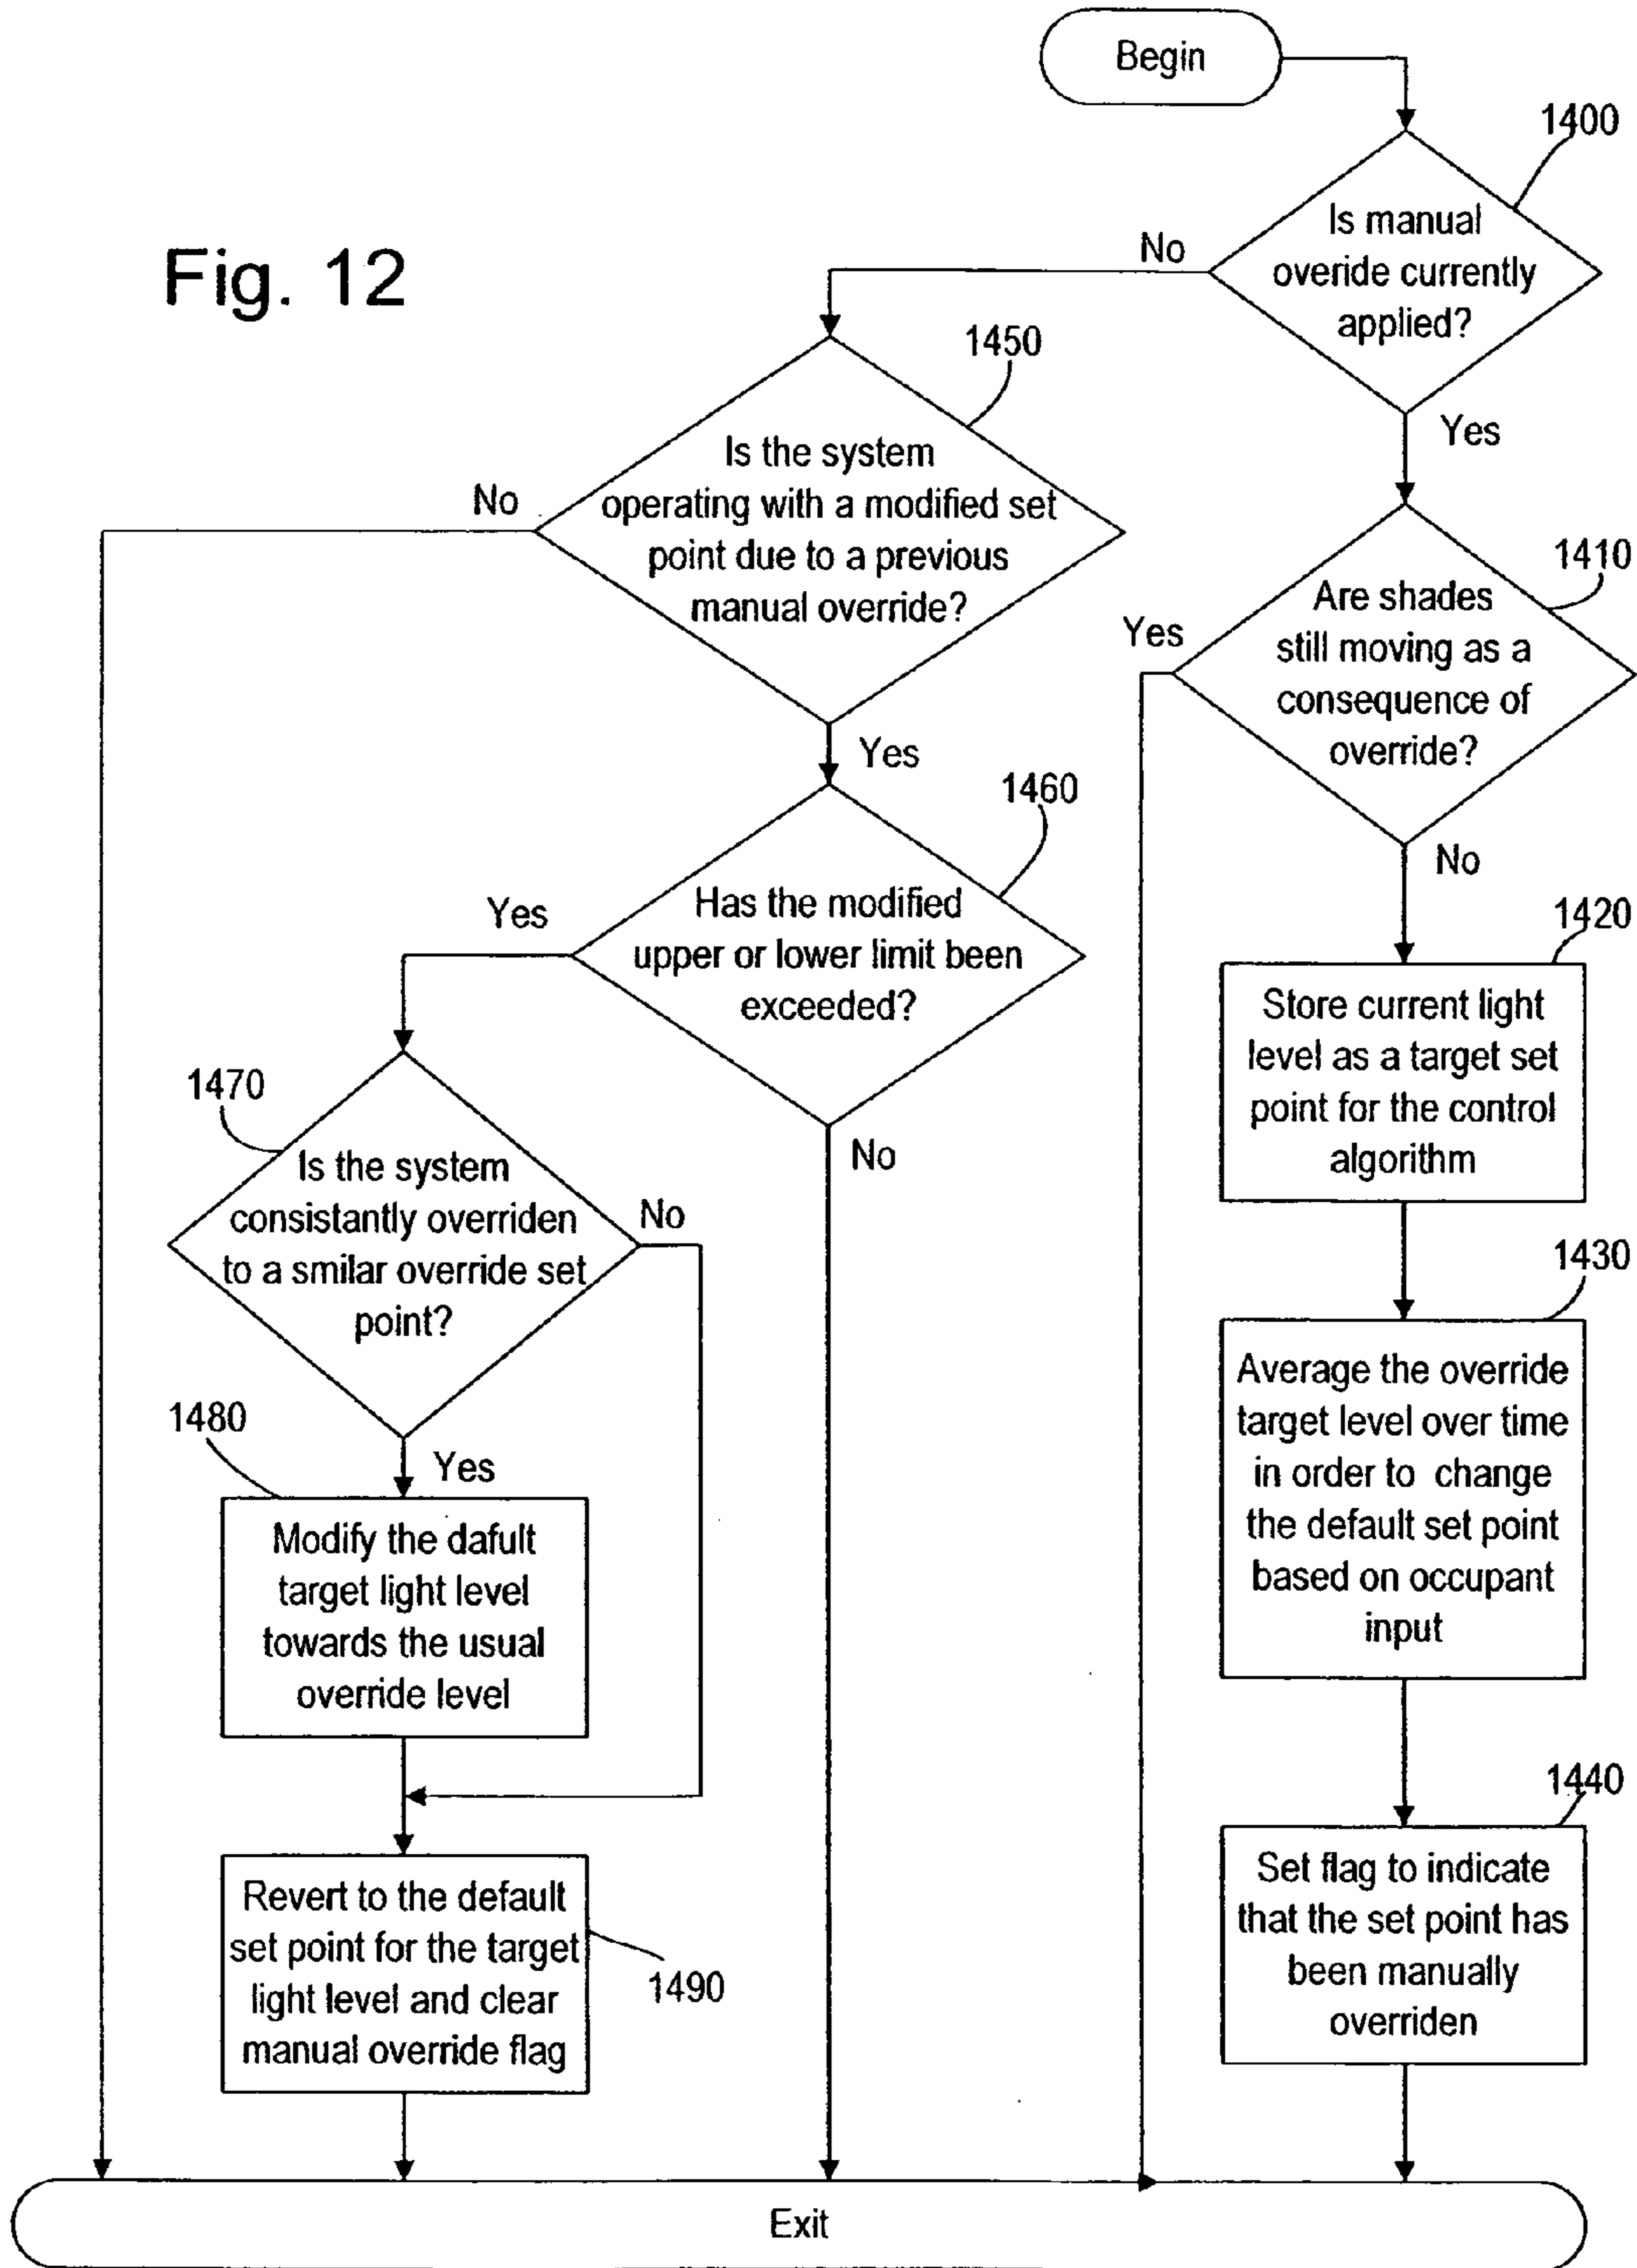 Begin
1400
Is manual
overide currently
applied?
No
Yes
Fig. 12
1450
Is the system
operating with a modified set
point due to a previous
manual override?
No
Yes
1410
Are shades
still moving as a
consequence of
override?
Yes
No
1460
Has the modified
upper or lower limit been
exceeded?
Yes
No
1420
Store current light
level as a target set
point for the control
algorithm
1470
Is the system
consistantly overriden
to a smilar override set
point?
No
Yes
1430
Average the override
target level over time
in order to change
the default set point
based on occupant
input
1480
Modify the dafult
target light level
towards the usual
override level
1440
Set flag to indicate
that the set point has
been manually
overriden
Revert to the default
set point for the target
light level and clear
manual override flag
1490
Exit